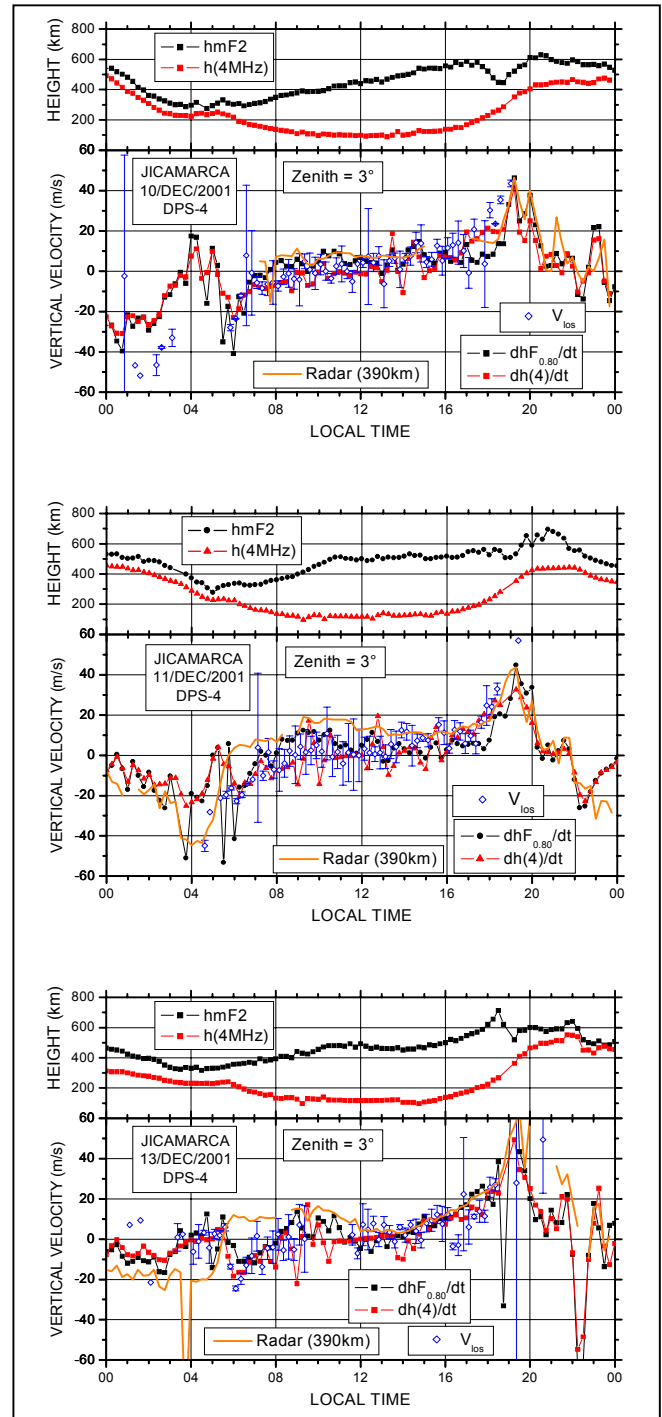 800
600
400
200
60
HEIGHT (km)
hmF2
h(4MHz)
60
40
20
0
-20
-40
-60
VERTICAL VELOCITY (m/s)
JICAMARCA
10/DEC/2001
DPS-4
Zenith = 3°
V_los
dhF_0.80/dt
dh(4)/dt
Radar (390km)
00 04 08 12 16 20 00
LOCAL TIME
800
600
400
200
60
HEIGHT (km)
hmF2
h(4MHz)
60
40
20
0
-20
-40
-60
VERTICAL VELOCITY (m/s)
JICAMARCA
11/DEC/2001
DPS-4
Zenith = 3°
V_los
dhF_0.80/dt
dh(4)/dt
Radar (390km)
00 04 08 12 16 20 00
LOCAL TIME
800
600
400
200
60
HEIGHT (km)
hmF2
h(4MHz)
60
40
20
0
-20
-40
-60
VERTICAL VELOCITY (m/s)
JICAMARCA
13/DEC/2001
DPS-4
Zenith = 3°
dhF_0.80/dt
dh(4)/dt
Radar (390km)
V_los
00 04 08 12 16 20 00
LOCAL TIME